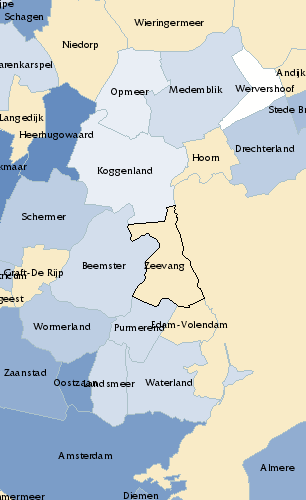 Schagen
Wieringermeer
Niedorp
arenkarspel
Andijk
Opmeer
Medemblik
Wervershoof
Stede Br
Langedijk
Heerhugowaard
Drechterland
Hoorn
kmaar
Koggenland
Schermer
Beemster
Zeevang
Graft-De Rijp
geest
Wormerland
Purmerend
Edam-Volendam
Zaanstad
Oostzaan
Landsmeer
Waterland
Amsterdam
Almere
Diemen
mmermeer